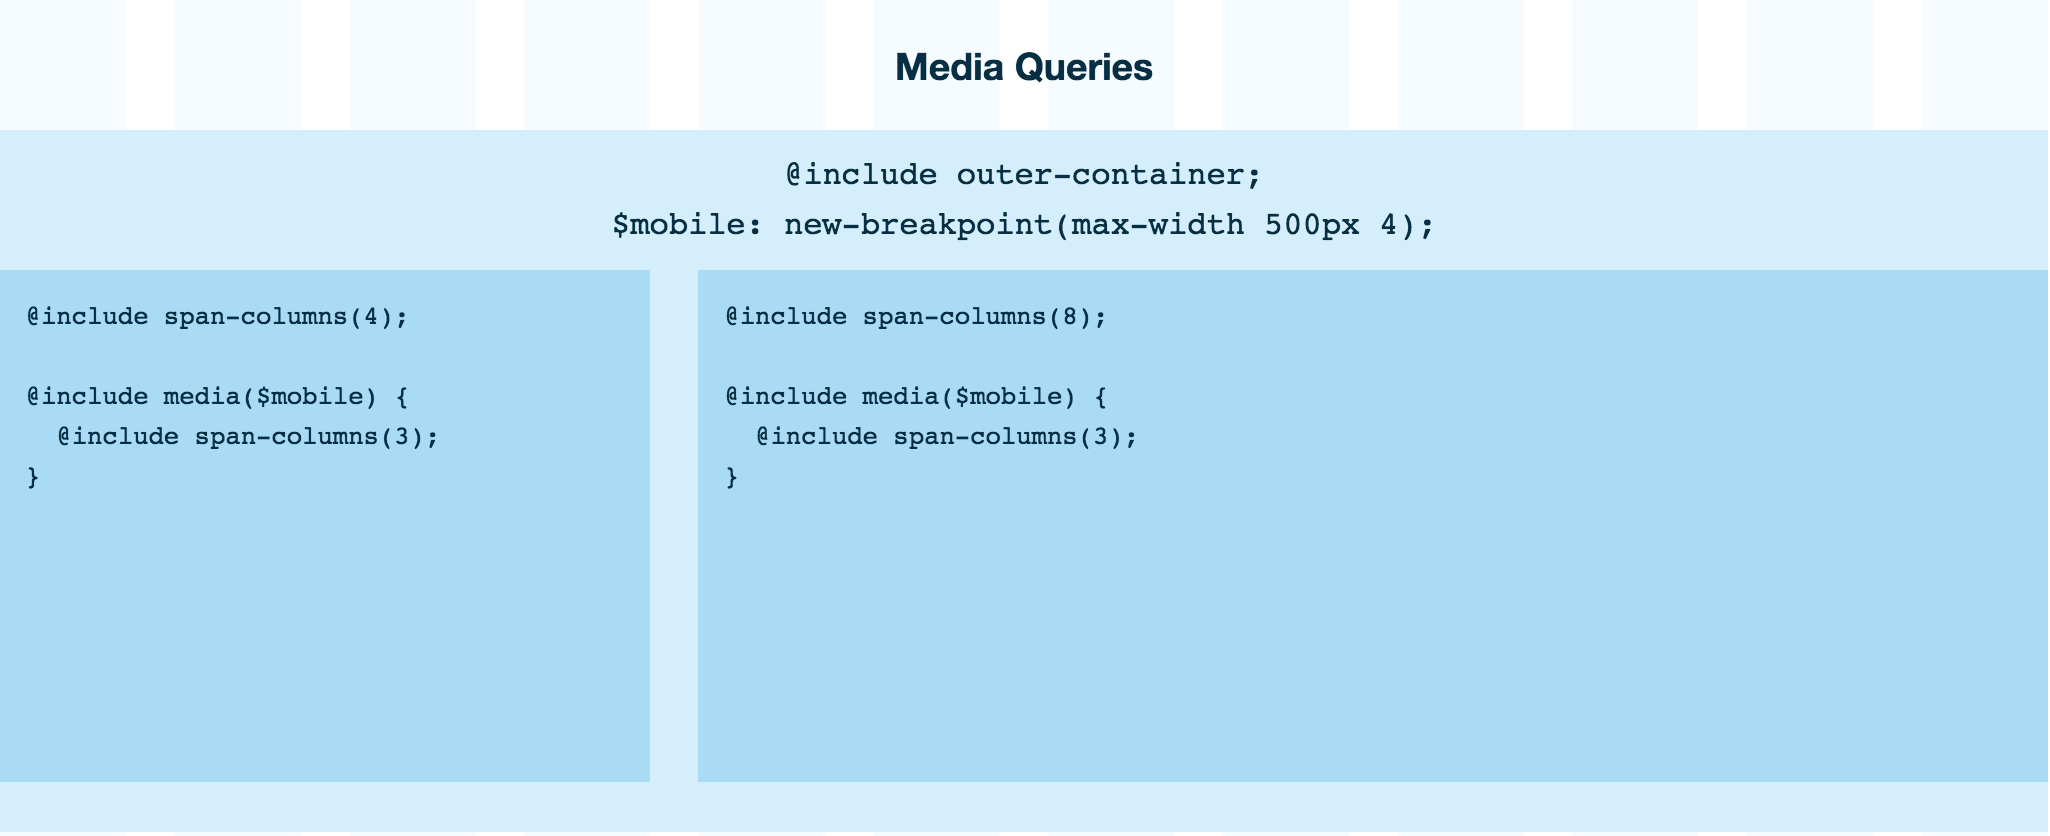 Media Queries
@include outer-container;
$mobile: new-breakpoint(max-width 500px 4);
@include span-columns(4);
@include media($mobile) {
  @include span-columns(3);
}
@include span-columns(8);
@include media($mobile) {
  @include span-columns(3);
}